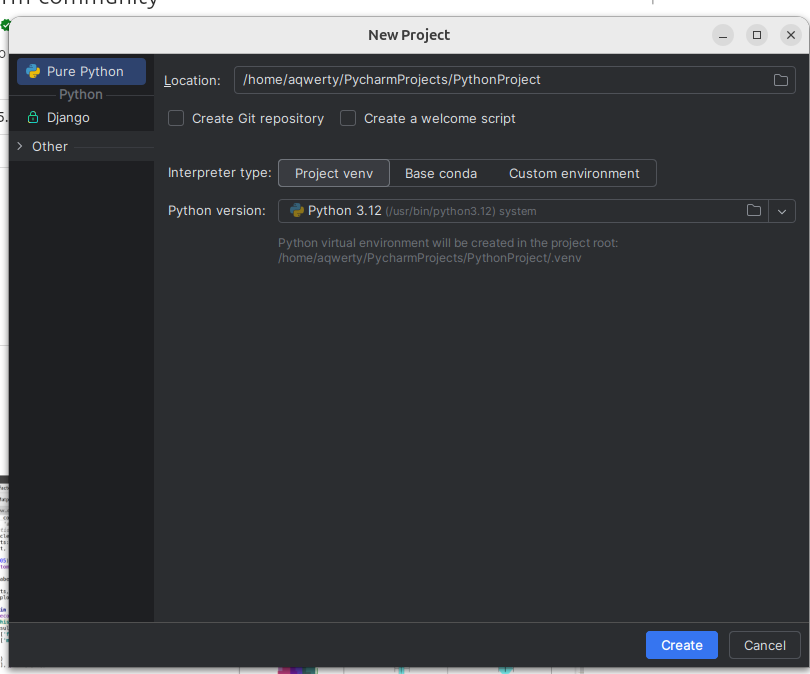 New Project
Pure Python
Python
Django
Other
Location:
/home/aqwerty/PycharmProjects/PythonProject
Create Git repository
Create a welcome script
Interpreter type:
Project venv
Base conda
Custom environment
Python version:
Python 3.12 (/usr/bin/python3.12) system
Python virtual environment will be created in the project root:
/home/aqwerty/PycharmProjects/PythonProject/.venv
Create
Cancel